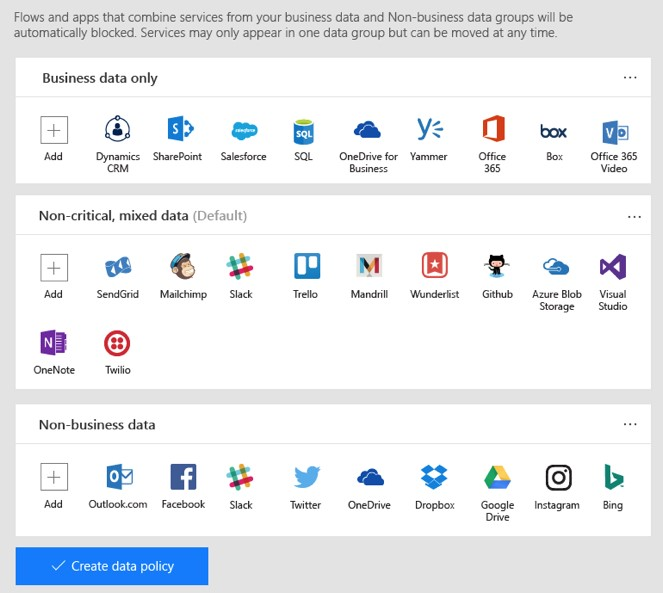 Flows and apps that combine services from your business data and Non-business data groups will be
automatically blocked. Services may only appear in one data group but can be moved at any time.
Business data only ...
S salesforce SQL box
Add Dynamics SharePoint Salesforce SQL OneDrive for Yammer Office Box Office 365
CRM Business 365 Video
Non-critical, mixed data (Default) ...
Add SendGrid Mailchimp Slack Trello Mandrill Wunderlist Github Azure Blob Visual
Storage Studio
N
OneNote Twilio
Non-business data ...
Add Outlook.com Facebook Slack Twitter OneDrive Dropbox Google Instagram Bing
Drive
Create data policy